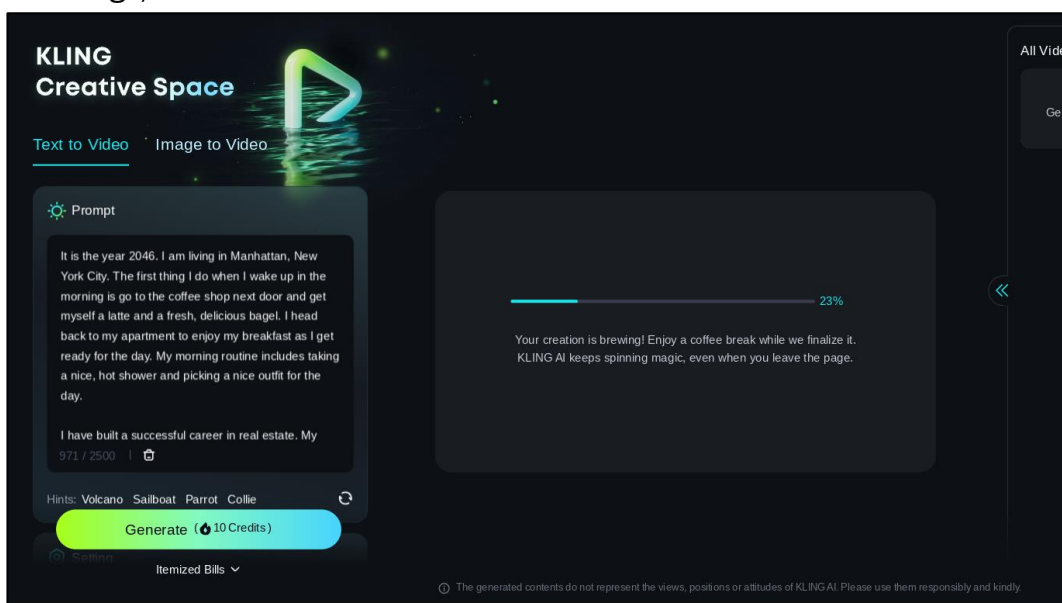 KLING
Creative Space
Text to Video Image to Video
Prompt
It is the year 2046. I am living in Manhattan, New
York City. The first thing I do when I wake up in the
morning is go to the coffee shop next door and get
myself a latte and a fresh, delicious bagel. I head
back to my apartment to enjoy my breakfast as I get
ready for the day. My morning routine includes taking
a nice, hot shower and picking a nice outfit for the
day.
I have built a successful career in real estate. My
971 / 2500
Hints: Volcano Sailboat Parrot Collie
Generate ( 10 Credits )
Setting
Itemized Bills
23%
Your creation is brewing! Enjoy a coffee break while we finalize it.
KLING AI keeps spinning magic, even when you leave the page.
All Vide
Ge
The generated contents do not represent the views, positions or attitudes of KLING AI. Please use them responsibly and kindly.